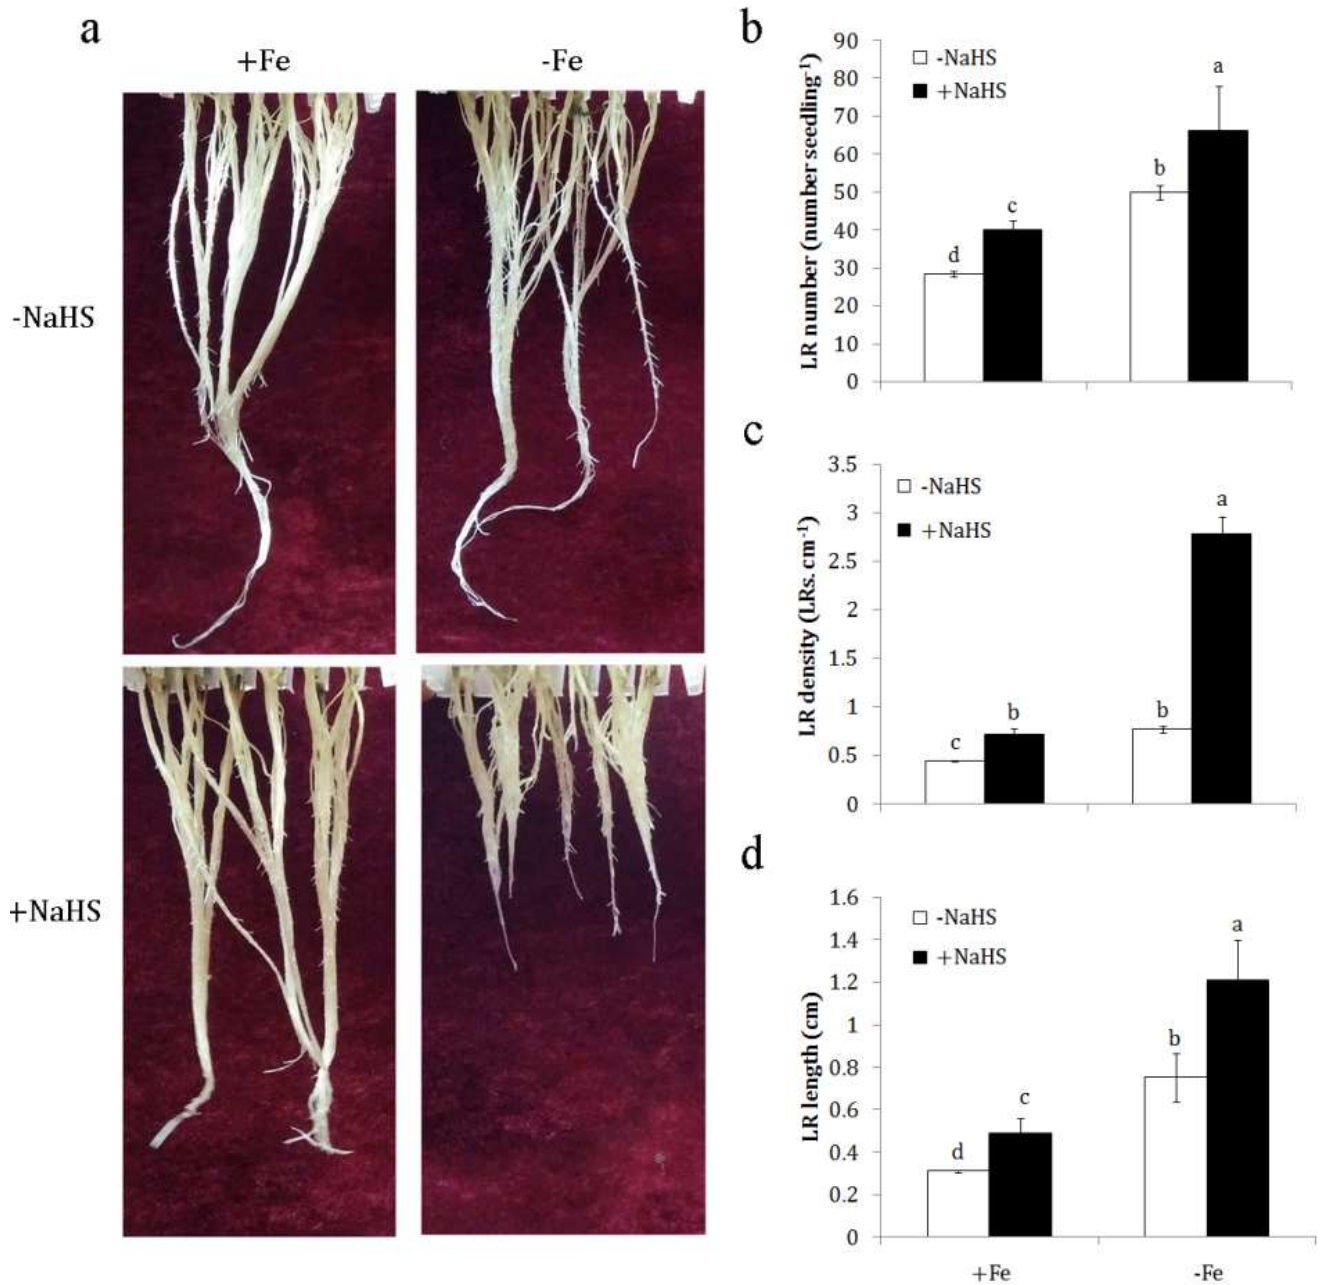 a
+Fe
-Fe
-NaHS
+NaHS
b
LR number (number seedling⁻¹)
90
80
70
60
50
40
30
20
10
0
-NaHS
+NaHS
d
c
b
a
c
LR density (LRs. cm⁻¹)
3.5
3
2.5
2
1.5
1
0.5
0
-NaHS
+NaHS
c
b
b
a
d
LR length (cm)
1.6
1.4
1.2
1
0.8
0.6
0.4
0.2
0
-NaHS
+NaHS
d
c
b
a
+Fe
-Fe